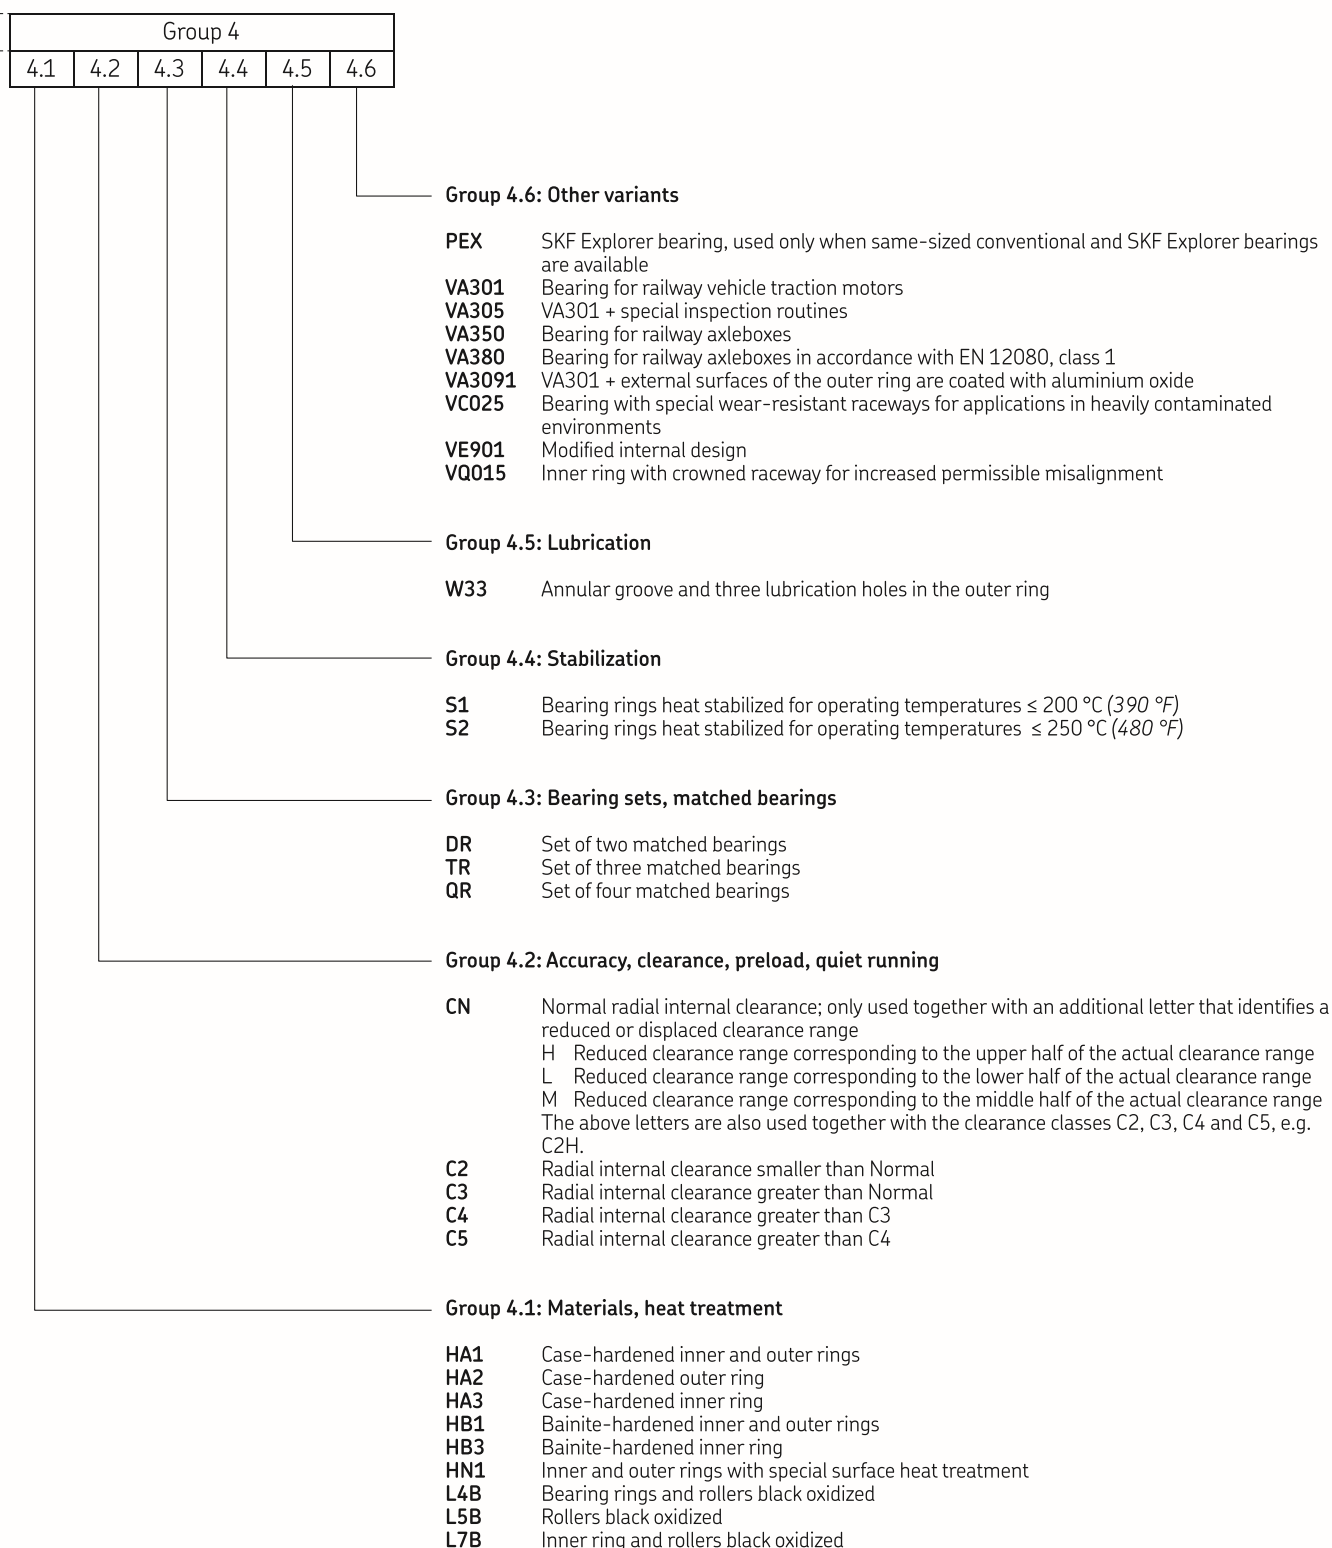 Group 4
4.1 4.2 4.3 4.4 4.5 4.6
Group 4.6: Other variants
PEX SKF Explorer bearing, used only when same-sized conventional and SKF Explorer bearings
are available
VA301 Bearing for railway vehicle traction motors
VA305 VA301 + special inspection routines
VA350 Bearing for railway axleboxes
VA380 Bearing for railway axleboxes in accordance with EN 12080, class 1
VA3091 VA301 + external surfaces of the outer ring are coated with aluminium oxide
VC025 Bearing with special wear-resistant raceways for applications in heavily contaminated
environments
VE901 Modified internal design
VQ015 Inner ring with crowned raceway for increased permissible misalignment
Group 4.5: Lubrication
W33 Annular groove and three lubrication holes in the outer ring
Group 4.4: Stabilization
S1 Bearing rings heat stabilized for operating temperatures ≤ 200 °C (390 °F)
S2 Bearing rings heat stabilized for operating temperatures ≤ 250 °C (480 °F)
Group 4.3: Bearing sets, matched bearings
DR Set of two matched bearings
TR Set of three matched bearings
QR Set of four matched bearings
Group 4.2: Accuracy, clearance, preload, quiet running
CN Normal radial internal clearance; only used together with an additional letter that identifies a
reduced or displaced clearance range
H Reduced clearance range corresponding to the upper half of the actual clearance range
L Reduced clearance range corresponding to the lower half of the actual clearance range
M Reduced clearance range corresponding to the middle half of the actual clearance range
The above letters are also used together with the clearance classes C2, C3, C4 and C5, e.g.
C2H.
C2 Radial internal clearance smaller than Normal
C3 Radial internal clearance greater than Normal
C4 Radial internal clearance greater than C3
C5 Radial internal clearance greater than C4
Group 4.1: Materials, heat treatment
HA1 Case-hardened inner and outer rings
HA2 Case-hardened outer ring
HA3 Case-hardened inner ring
HB1 Bainite-hardened inner and outer rings
HB3 Bainite-hardened inner ring
HN1 Inner and outer rings with special surface heat treatment
L4B Bearing rings and rollers black oxidized
L5B Rollers black oxidized
L7B Inner ring and rollers black oxidized